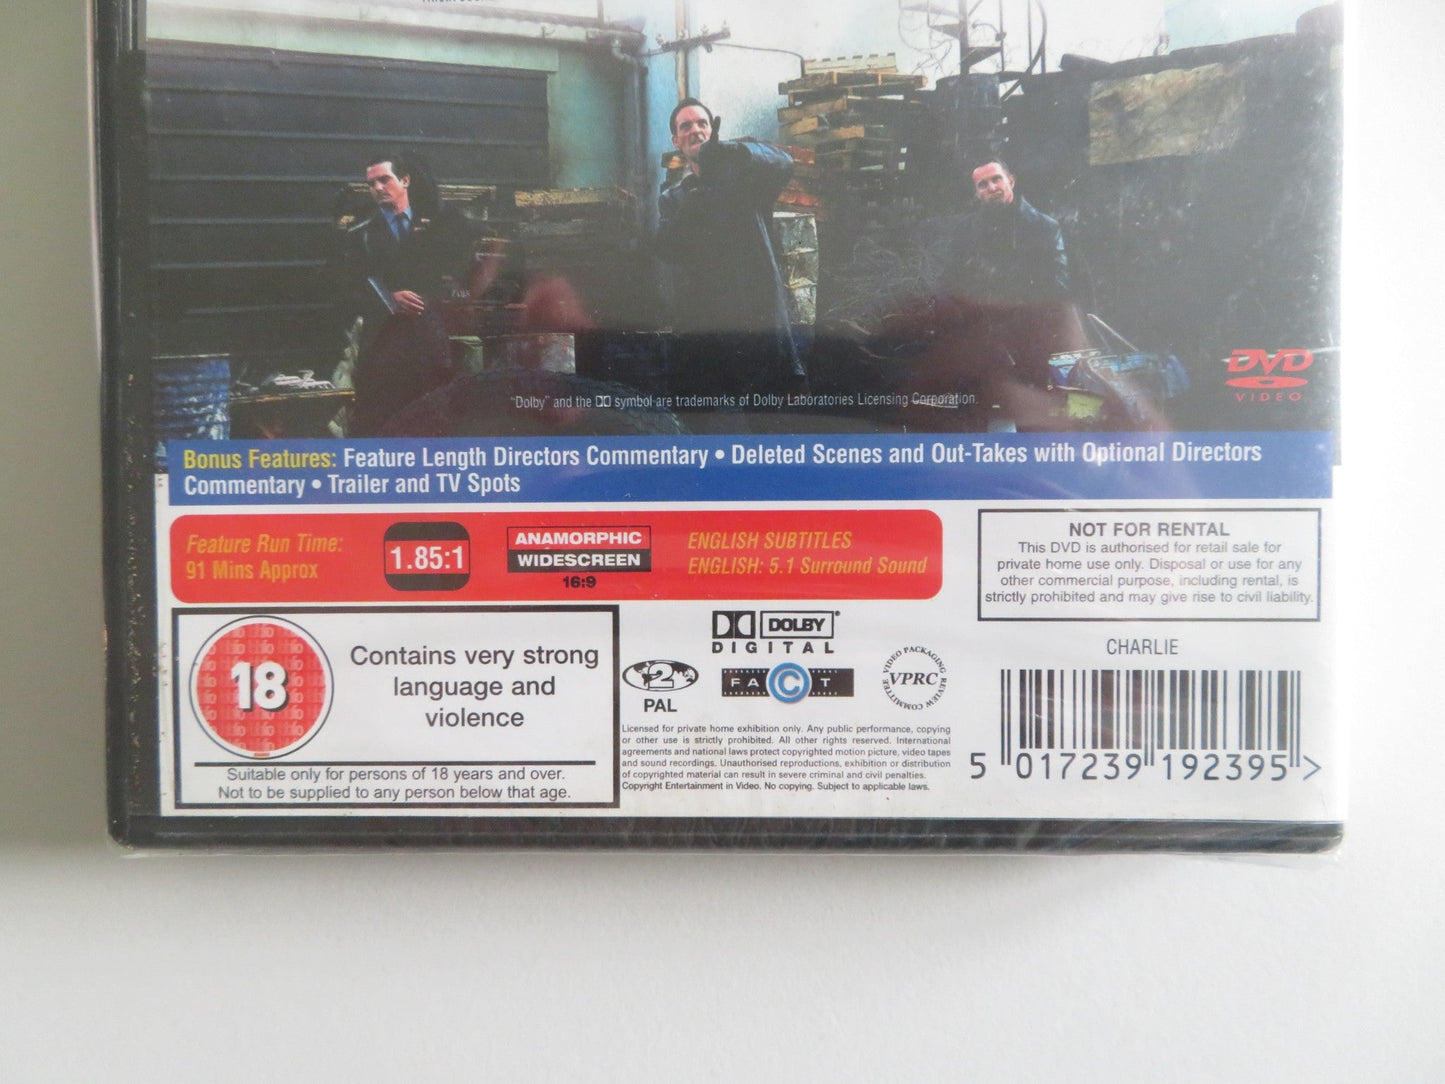 "Dolby" and the DD symbol are trademarks of Dolby Laboratories Licensing Corporation.
DVD
VIDEO
Bonus Features: Feature Length Directors Commentary • Deleted Scenes and Out-Takes with Optional Directors
Commentary • Trailer and TV Spots
Feature Run Time:
91 Mins Approx
1.85:1
ANAMORPHIC
WIDESCREEN
16:9
ENGLISH SUBTITLES
ENGLISH: 5.1 Surround Sound
NOT FOR RENTAL
This DVD is authorised for retail sale for
private home use only. Disposal or use for any
other commercial purpose, including rental, is
strictly prohibited and may give rise to civil liability.
18
Contains very strong
language and
violence
Suitable only for persons of 18 years and over.
Not to be supplied to any person below that age.
DOLBY
DIGITAL
2
PAL
FACT
VIDEO PACKAGING REVIEW COMMITTEE
VPRC
Licensed for private home exhibition only. Any public performance, copying
or other use is strictly prohibited. All other rights reserved. International
agreements and national laws protect copyrighted motion picture, video tapes
and sound recordings. Unauthorised reproductions, exhibition or distribution
of copyrighted material can result in severe criminal and civil penalties.
Copyright Entertainment in Video. No copying. Subject to applicable laws.
CHARLIE
5 017239 192395 >